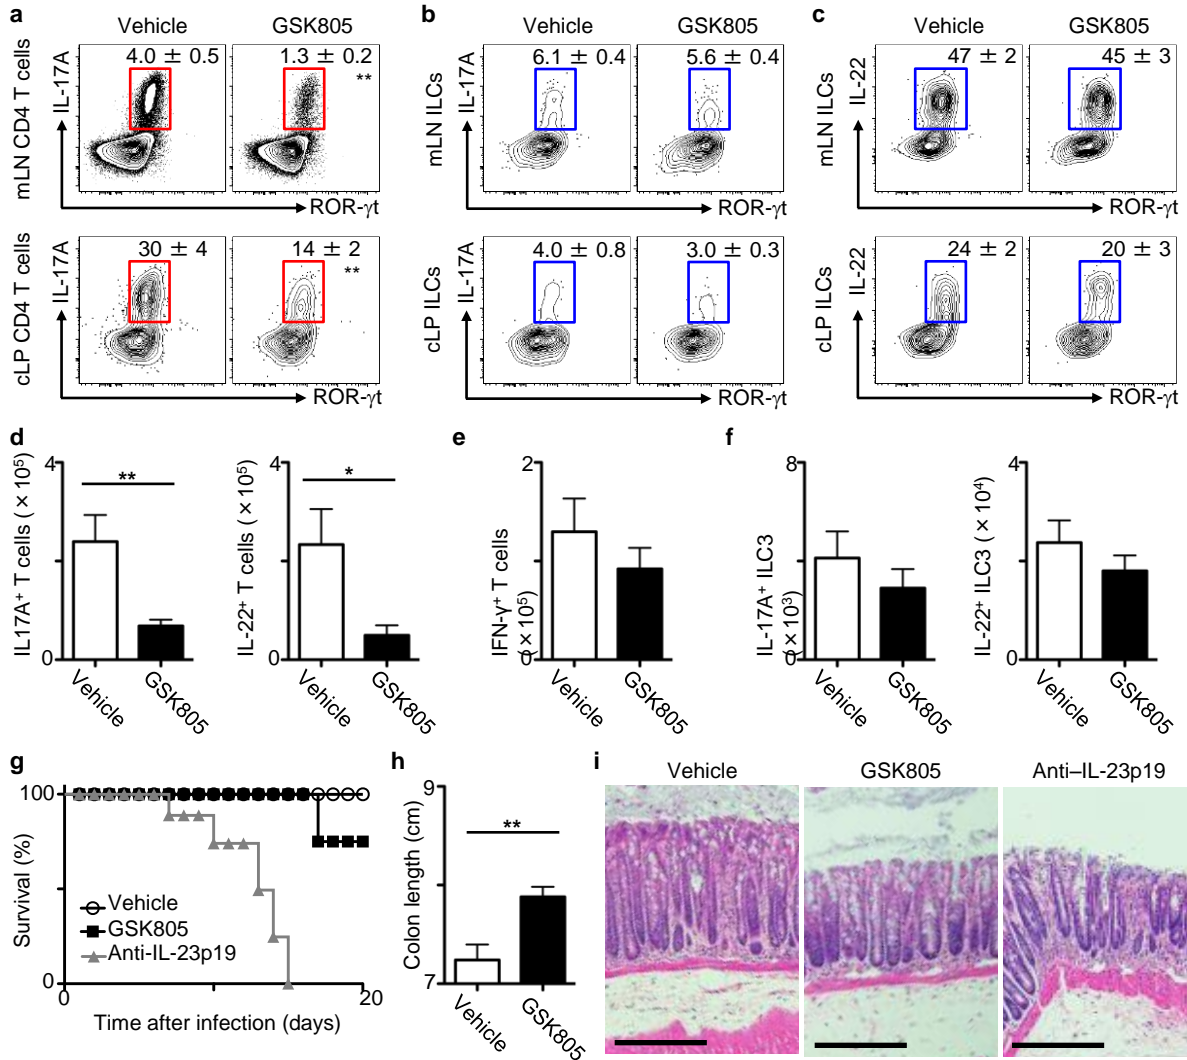 a
Vehicle
GSK805
mLN CD4 T cells
IL-17A
4.0 ± 0.5
1.3 ± 0.2
**
ROR-γt
cLP CD4 T cells
IL-17A
30 ± 4
14 ± 2
**
ROR-γt
b
Vehicle
GSK805
mLN ILCs
IL-17A
6.1 ± 0.4
5.6 ± 0.4
ROR-γt
cLP ILCs
IL-17A
4.0 ± 0.8
3.0 ± 0.3
ROR-γt
c
Vehicle
GSK805
mLN ILCs
IL-22
47 ± 2
45 ± 3
ROR-γt
cLP ILCs
IL-22
24 ± 2
20 ± 3
ROR-γt
d
IL17A⁺ T cells (×10⁵)
4
0
**
Vehicle
GSK805
IL-22⁺ T cells (×10⁵)
4
0
*
Vehicle
GSK805
e
IFN-γ⁺ T cells
(×10⁵)
2
0
Vehicle
GSK805
f
IL-17A⁺ ILC3
(×10³)
8
0
Vehicle
GSK805
IL-22⁺ ILC3 (×10⁴)
4
0
Vehicle
GSK805
g
Survival (%)
100
0
Vehicle
GSK805
Anti-IL-23p19
0
20
Time after infection (days)
h
Colon length (cm)
9
7
**
Vehicle
GSK805
i
Vehicle
GSK805
Anti–IL-23p19